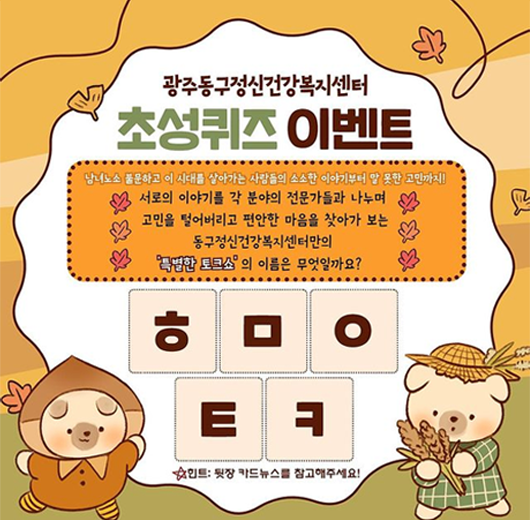 광주동구정신건강복지센터
초성퀴즈 이벤트
남녀노소 불문하고 이 시대를 살아가는 사람들의 소소한 이야기부터 말 못한 고민까지!
서로의 이야기를 각 분야의 전문가들과 나누며
고민을 털어버리고 편안한 마음을 찾아가 보는
동구정신건강복지센터만의
"특별한 토크쇼"의 이름은 무엇일까요?
ㅎ ㅁ ㅇ
ㅌ ㅋ
☆힌트: 뒷장 카드뉴스를 참고해주세요!